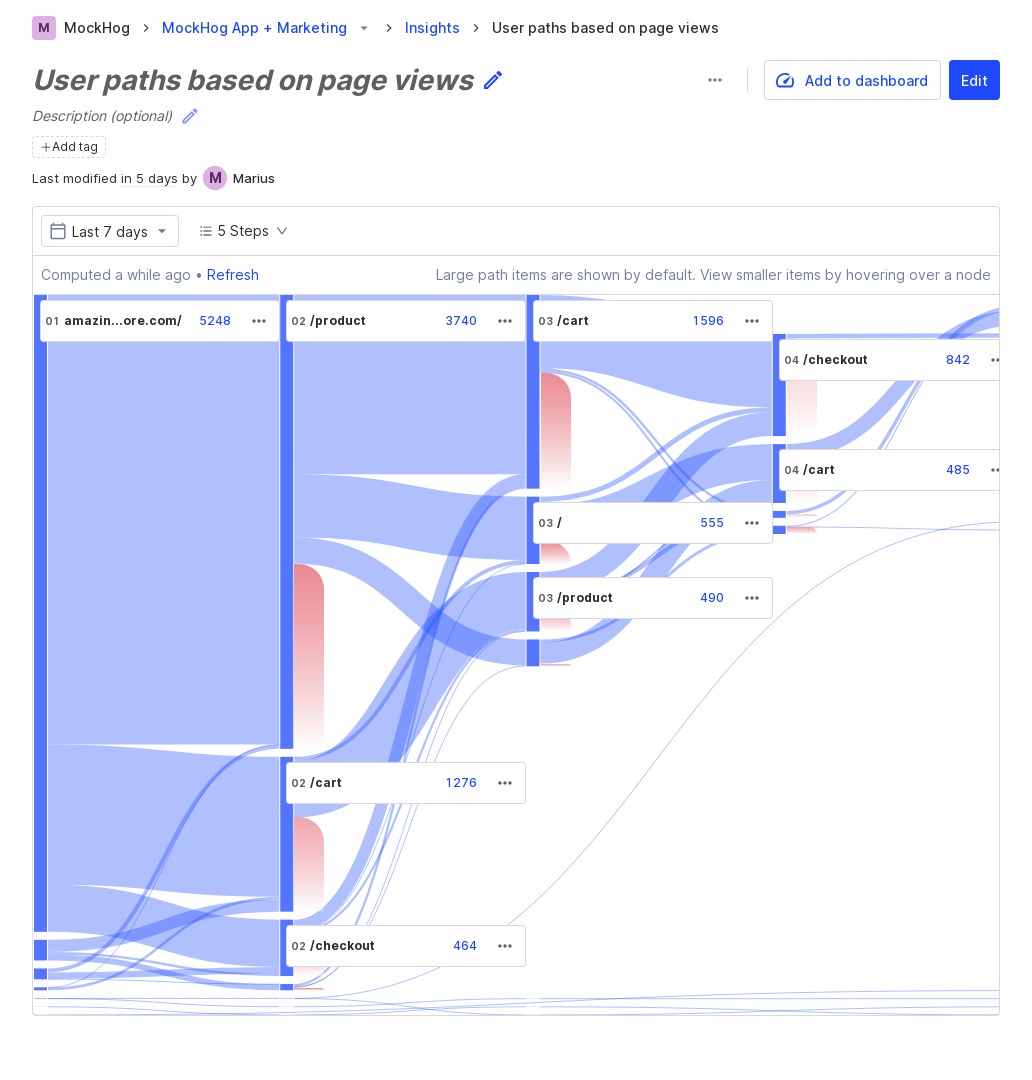 M MockHog > MockHog App + Marketing > Insights > User paths based on page views
User paths based on page views
Add to dashboard
Edit
Description (optional)
+Add tag
Last modified in 5 days by M Marius
Last 7 days
5 Steps
Computed a while ago • Refresh
Large path items are shown by default. View smaller items by hovering over a node
01 amazin...ore.com/ 5248
02 /product 3740
03 /cart 1596
04 /checkout 842
04 /cart 485
03 / 555
03 /product 490
02 /cart 1276
02 /checkout 464